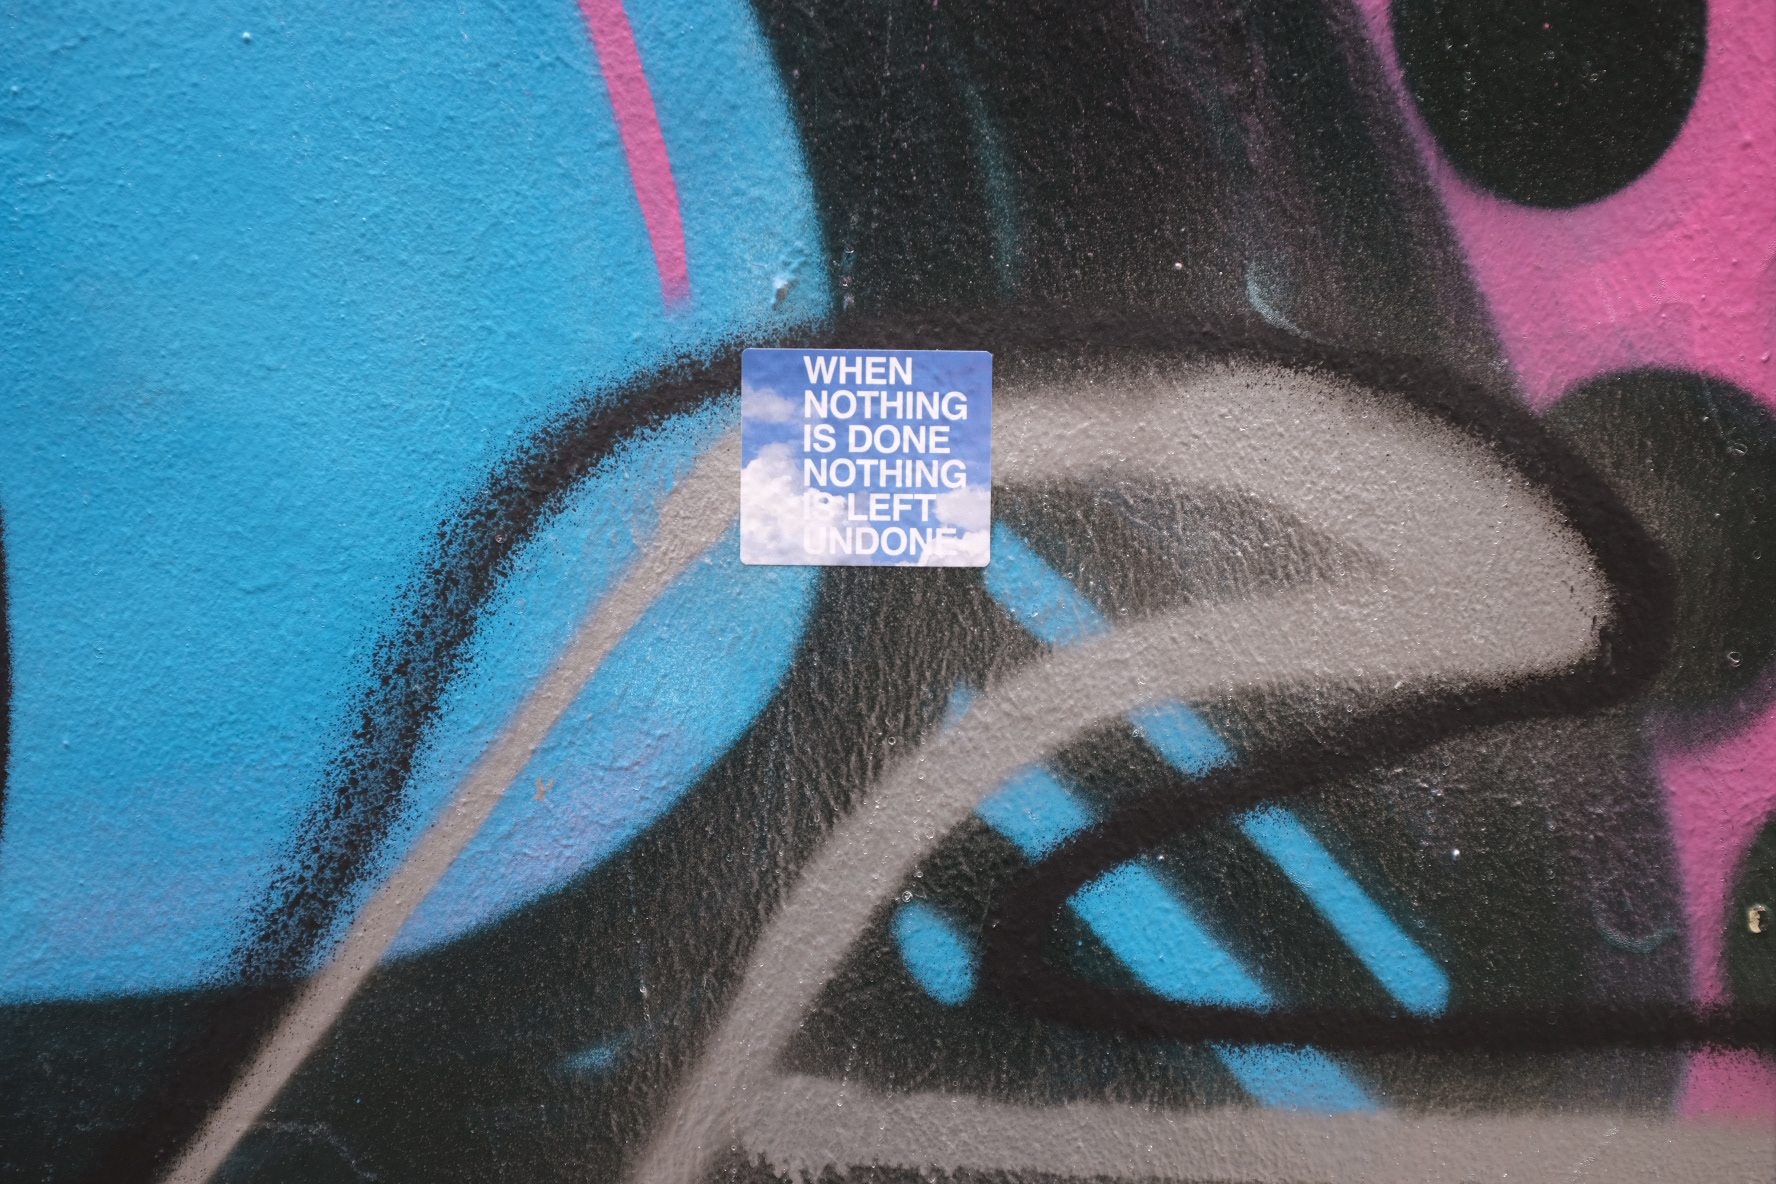 WHEN
NOTHING
IS DONE
NOTHING
IS LEFT
UNDONE